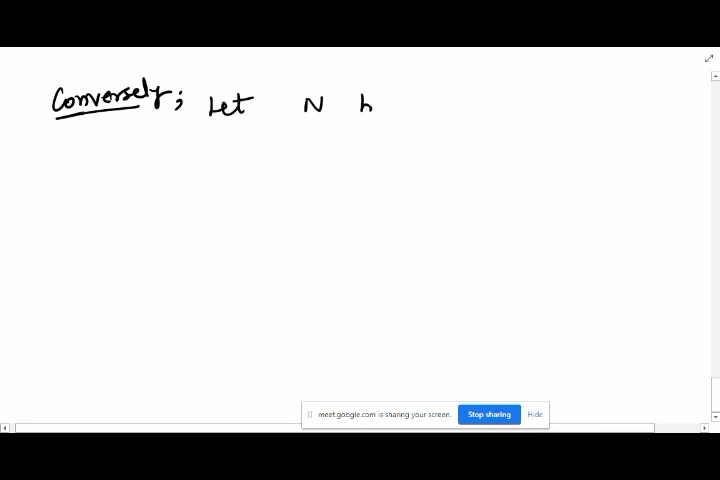 Conversely; Let N h
meet.google.com is sharing your screen. Stop sharing Hide